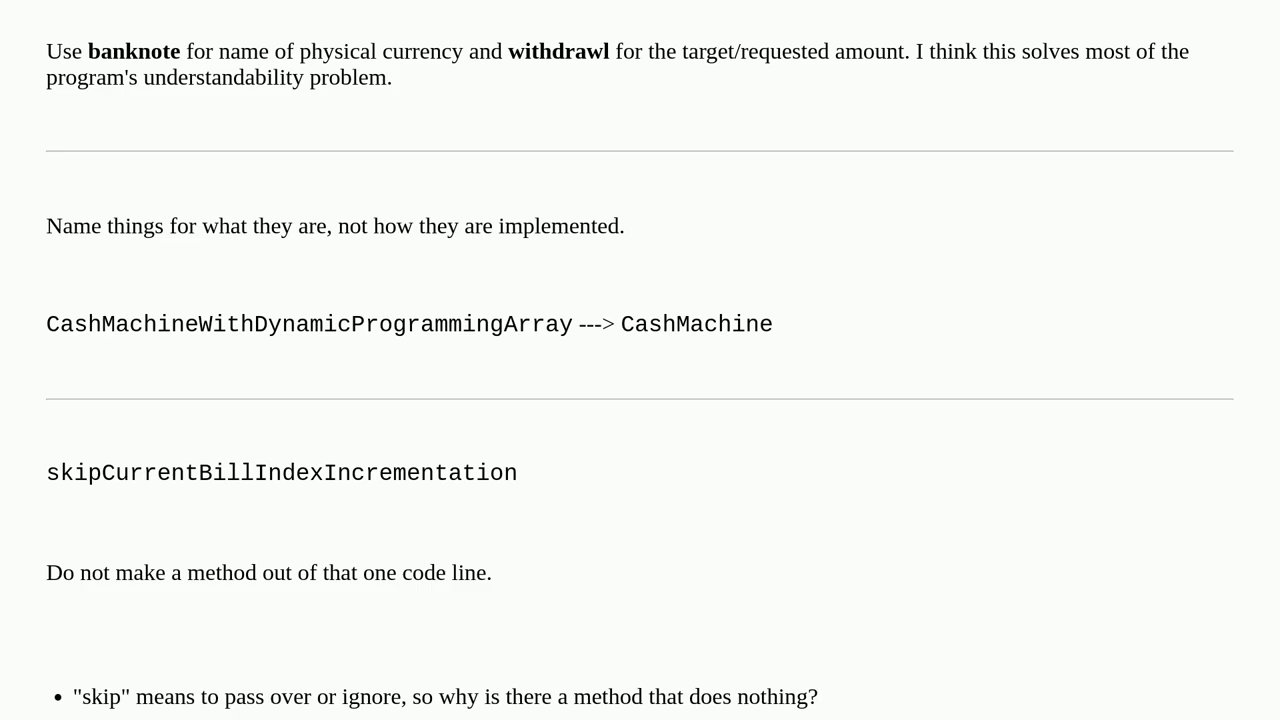 Use banknote for name of physical currency and withdrawl for the target/requested amount. I think this solves most of the
program's understandability problem.
Name things for what they are, not how they are implemented.
CashMachineWithDynamicProgrammingArray ---> CashMachine
skipCurrentBillIndexIncrementation
Do not make a method out of that one code line.
• "skip" means to pass over or ignore, so why is there a method that does nothing?